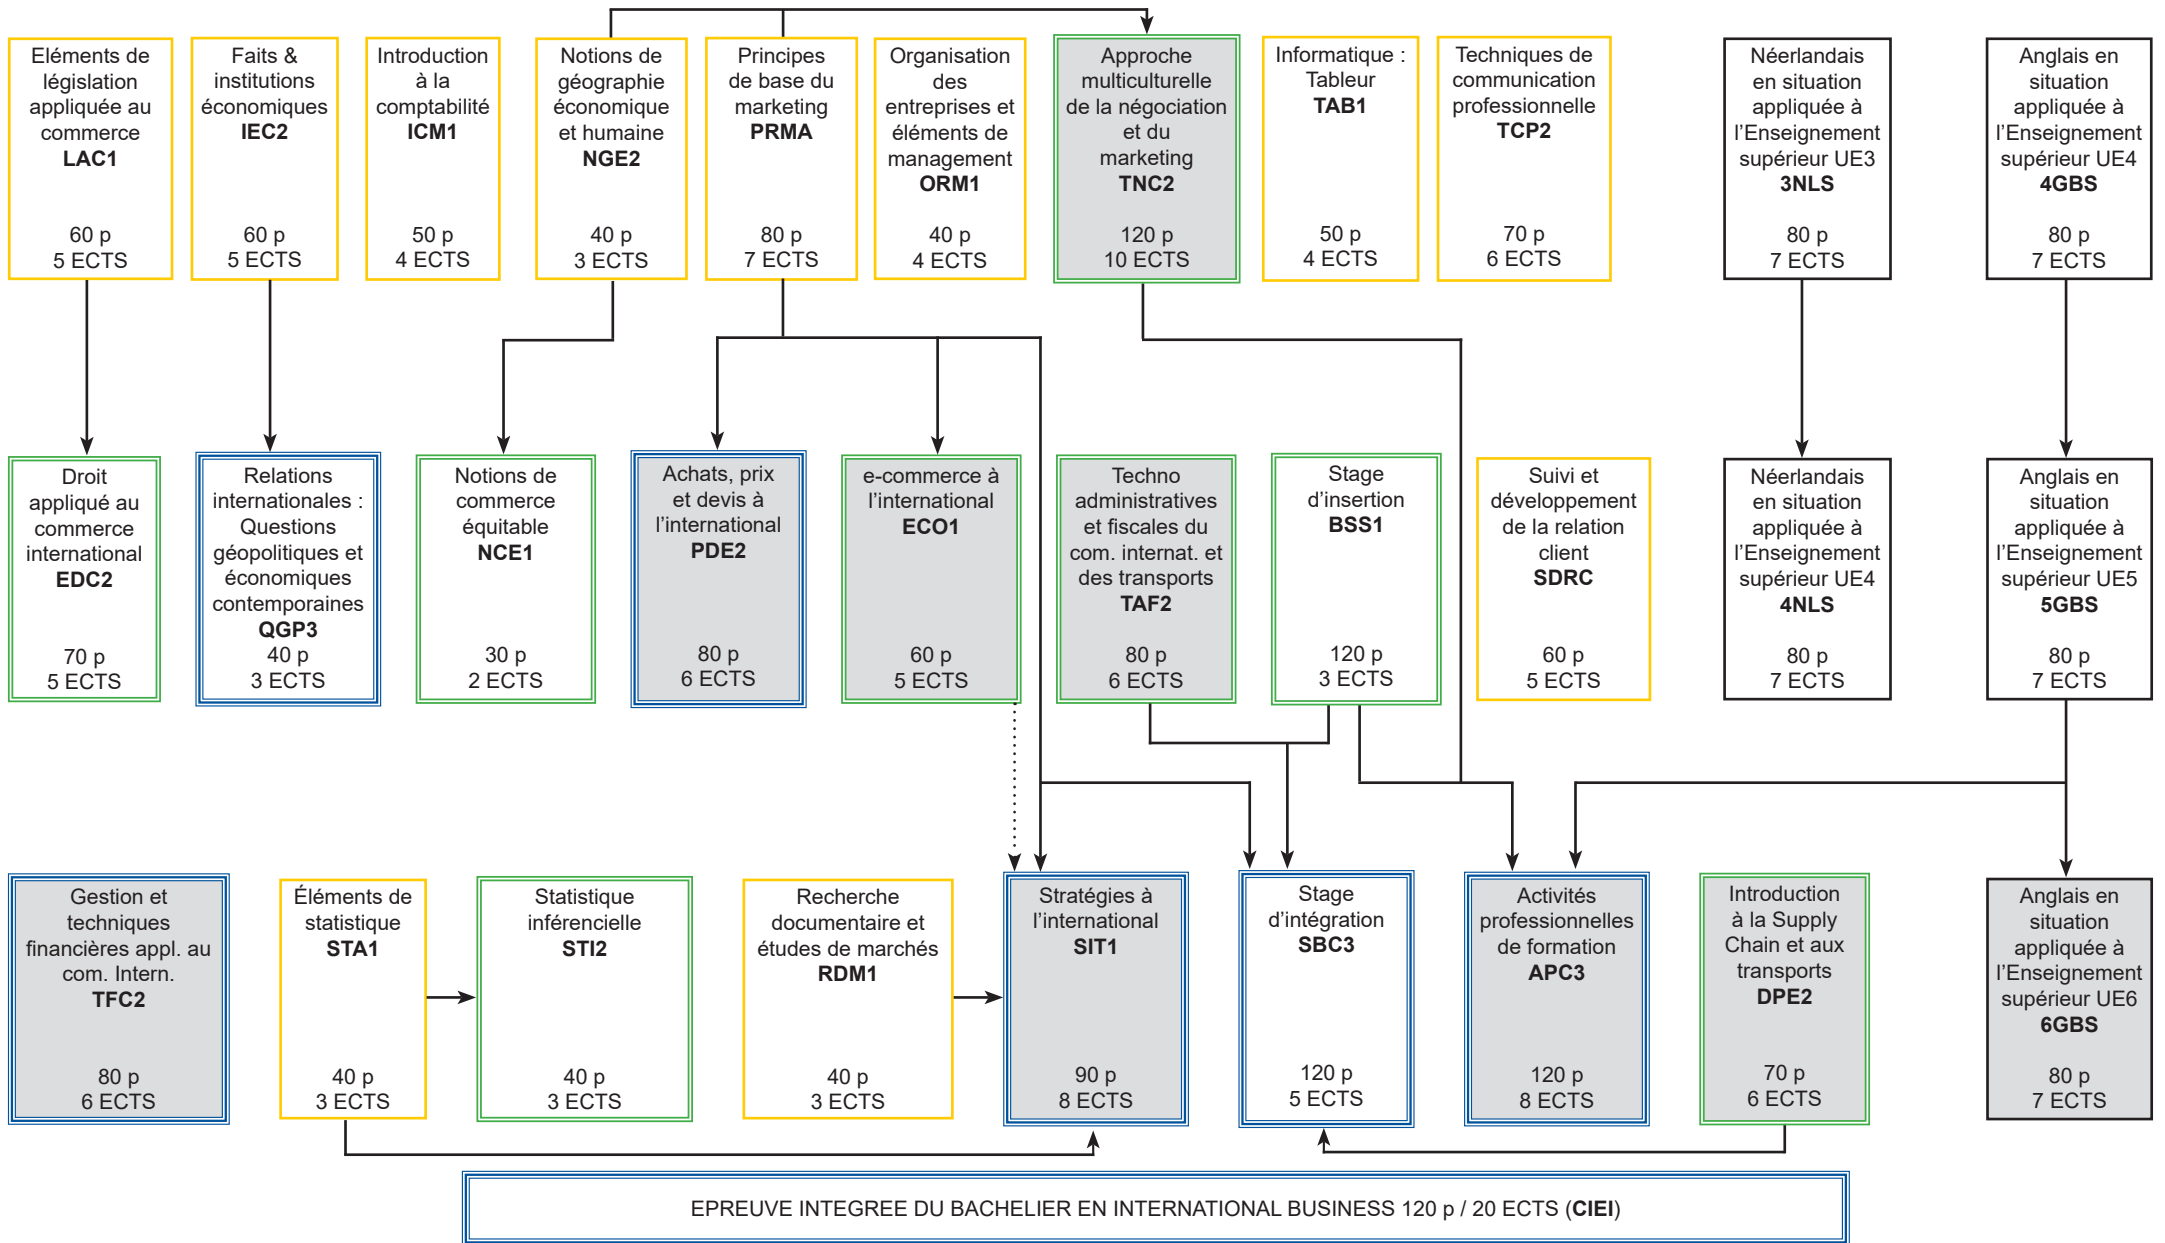 Eléments de
législation
appliquée au
commerce
LAC1
60 p
5 ECTS
Faits &
institutions
économiques
IEC2
60 p
5 ECTS
Introduction
à la
comptabilité
ICM1
50 p
4 ECTS
Notions de
géographie
économique
et humaine
NGE2
40 p
3 ECTS
Principes
de base du
marketing
PRMA
80 p
7 ECTS
Organisation
des
entreprises et
éléments de
management
ORM1
40 p
4 ECTS
Approche
multiculturelle
de la négociation
et du
marketing
TNC2
120 p
10 ECTS
Informatique :
Tableur
TAB1
50 p
4 ECTS
Techniques de
communication
professionnelle
TCP2
70 p
6 ECTS
Néerlandais
en situation
appliquée à
l’Enseignement
supérieur UE3
3NLS
80 p
7 ECTS
Anglais en
situation
appliquée à
l’Enseignement
supérieur UE4
4GBS
80 p
7 ECTS
Droit
appliqué au
commerce
international
EDC2
70 p
5 ECTS
Relations
internationales :
Questions
géopolitiques et
économiques
contemporaines
QGP3
40 p
3 ECTS
Notions de
commerce
équitable
NCE1
30 p
2 ECTS
Achats, prix
et devis à
l’international
PDE2
80 p
6 ECTS
e-commerce à
l’international
ECO1
60 p
5 ECTS
Techno
administratives
et fiscales du
com. internat. et
des transports
TAF2
80 p
6 ECTS
Stage
d’insertion
BSS1
120 p
3 ECTS
Suivi et
développement
de la relation
client
SDRC
60 p
5 ECTS
Néerlandais
en situation
appliquée à
l’Enseignement
supérieur UE4
4NLS
80 p
7 ECTS
Anglais en
situation
appliquée à
l’Enseignement
supérieur UE5
5GBS
80 p
7 ECTS
Gestion et
techniques
financières appl. au
com. Intern.
TFC2
80 p
6 ECTS
Éléments de
statistique
STA1
40 p
3 ECTS
Statistique
inférencielle
STI2
40 p
3 ECTS
Recherche
documentaire et
études de marchés
RDM1
40 p
3 ECTS
Stratégies à
l’international
SIT1
90 p
8 ECTS
Stage
d’intégration
SBC3
120 p
5 ECTS
Activités
professionnelles
de formation
APC3
120 p
8 ECTS
Introduction
à la Supply
Chain et aux
transports
DPE2
70 p
6 ECTS
Anglais en
situation
appliquée à
l’Enseignement
supérieur UE6
6GBS
80 p
7 ECTS
EPREUVE INTEGREE DU BACHELIER EN INTERNATIONAL BUSINESS 120 p / 20 ECTS (CIEI)